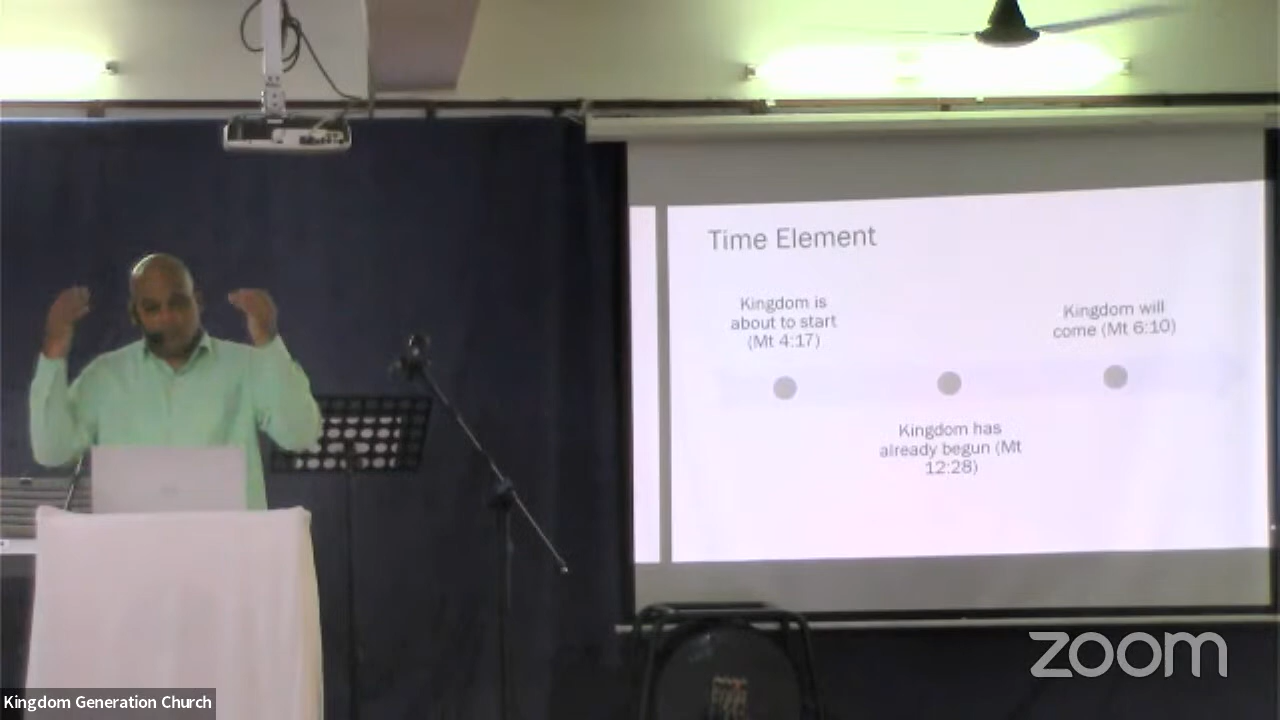 Time Element
Kingdom is
about to start
(Mt 4:17)
Kingdom will
come (Mt 6:10)
Kingdom has
already begun (Mt
12:28)
zoom
Kingdom Generation Church